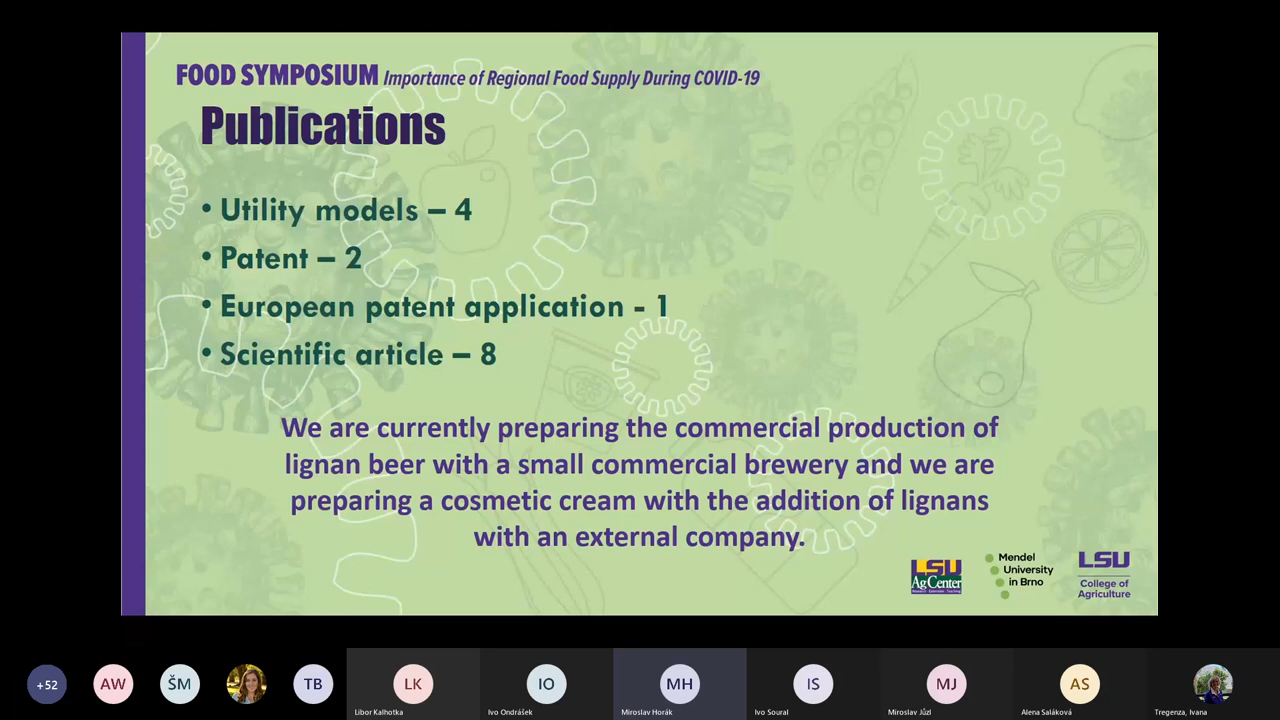 FOOD SYMPOSIUM Importance of Regional Food Supply During COVID-19
Publications
• Utility models – 4
• Patent – 2
• European patent application - 1
• Scientific article – 8
We are currently preparing the commercial production of
lignan beer with a small commercial brewery and we are
preparing a cosmetic cream with the addition of lignans
with an external company.
LSU
AgCenter
Research · Extension · Teaching
Mendel
University
in Brno
LSU
College of
Agriculture
+52
AW
ŠM
TB
LK
Libor Kalhotka
IO
Ivo Ondrášek
MH
Miroslav Horák
IS
Ivo Soural
MJ
Miroslav Jůzl
AS
Alena Saláková
Tregenza, Ivana